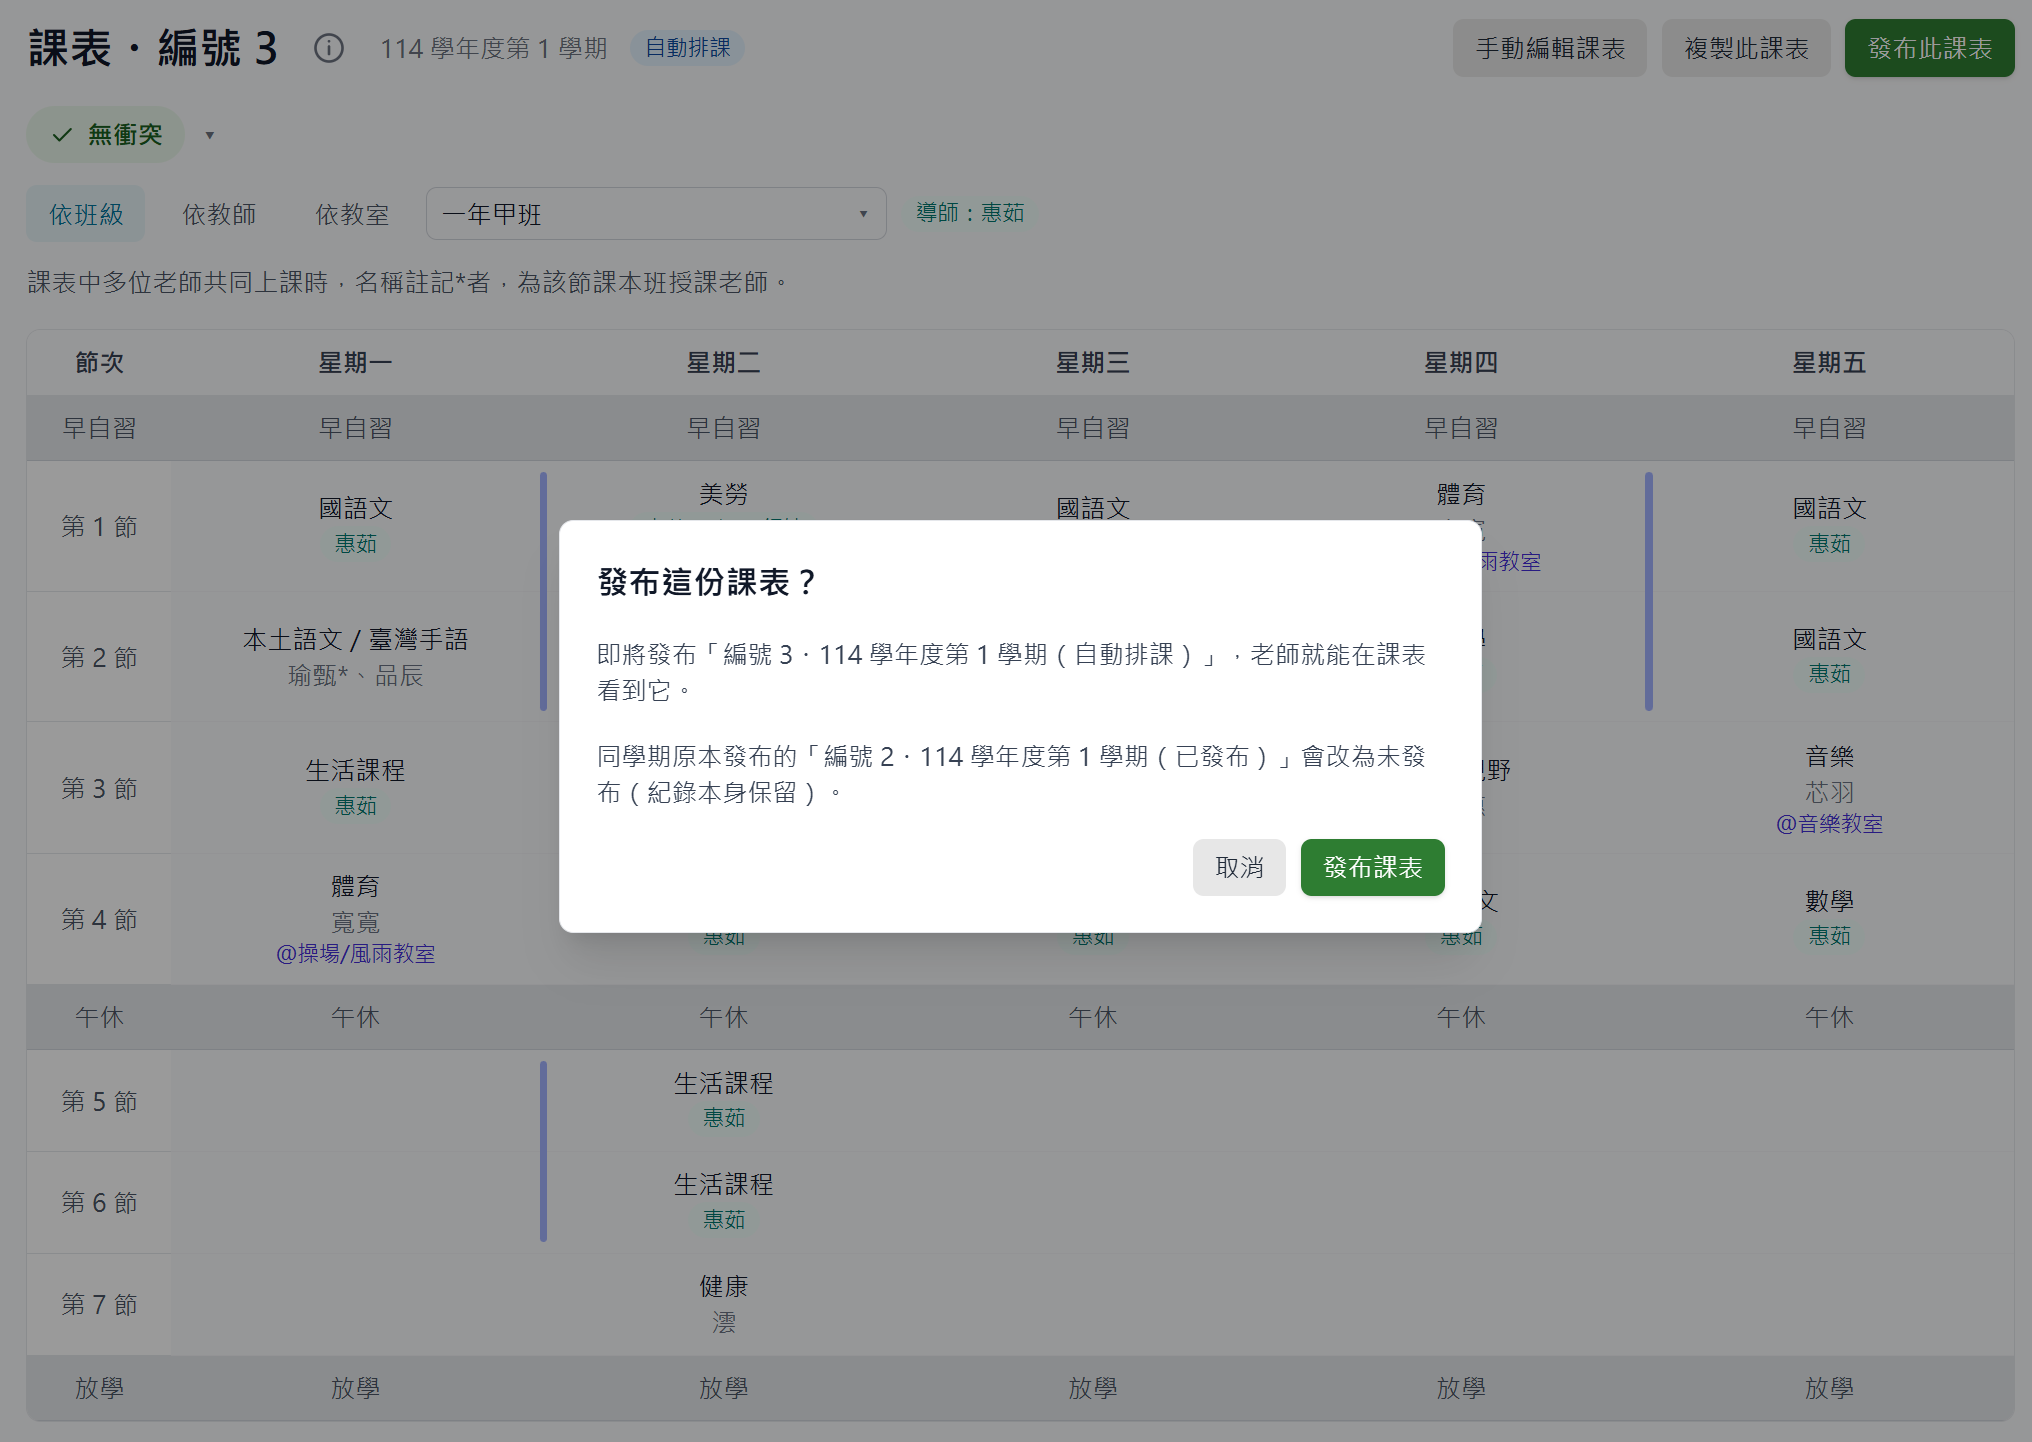 課表・編號 3
114 學年度第 1 學期
自動排課
手動編輯課表
複製此課表
發布此課表
無衝突
依班級
依教師
依教室
一年甲班
導師：惠茹
課表中多位老師共同上課時，名稱註記*者，為該節課本班授課老師。
節次 星期一 星期二 星期三 星期四 星期五
早自習 早自習 早自習 早自習 早自習 早自習
第 1 節
國語文
惠茹
美勞
國語文
體育
雨教室
國語文
惠茹
第 2 節
本土語文 / 臺灣手語
瑜甄*、品辰
國語文
惠茹
第 3 節
生活課程
惠茹
野
音樂
芯羽
@音樂教室
第 4 節
體育
寬寬
@操場/風雨教室
惠茹
惠茹
文
惠茹
數學
惠茹
發布這份課表？
即將發布「編號 3・114 學年度第 1 學期（自動排課）」，老師就能在課表
看到它。
同學期原本發布的「編號 2・114 學年度第 1 學期（已發布）」會改為未發
布（紀錄本身保留）。
取消
發布課表
午休 午休 午休 午休 午休 午休
第 5 節
生活課程
惠茹
第 6 節
生活課程
惠茹
第 7 節
健康
澐
放學 放學 放學 放學 放學 放學